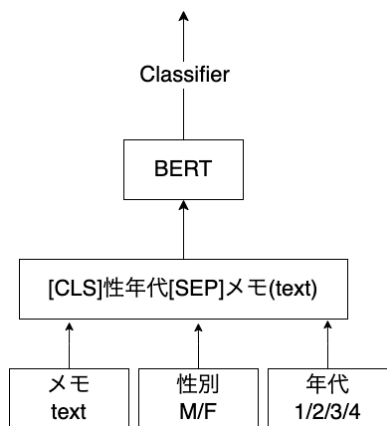 Classifier
BERT
[CLS]性年代[SEP]メモ(text)
メモ
text
性別
M/F
年代
1/2/3/4